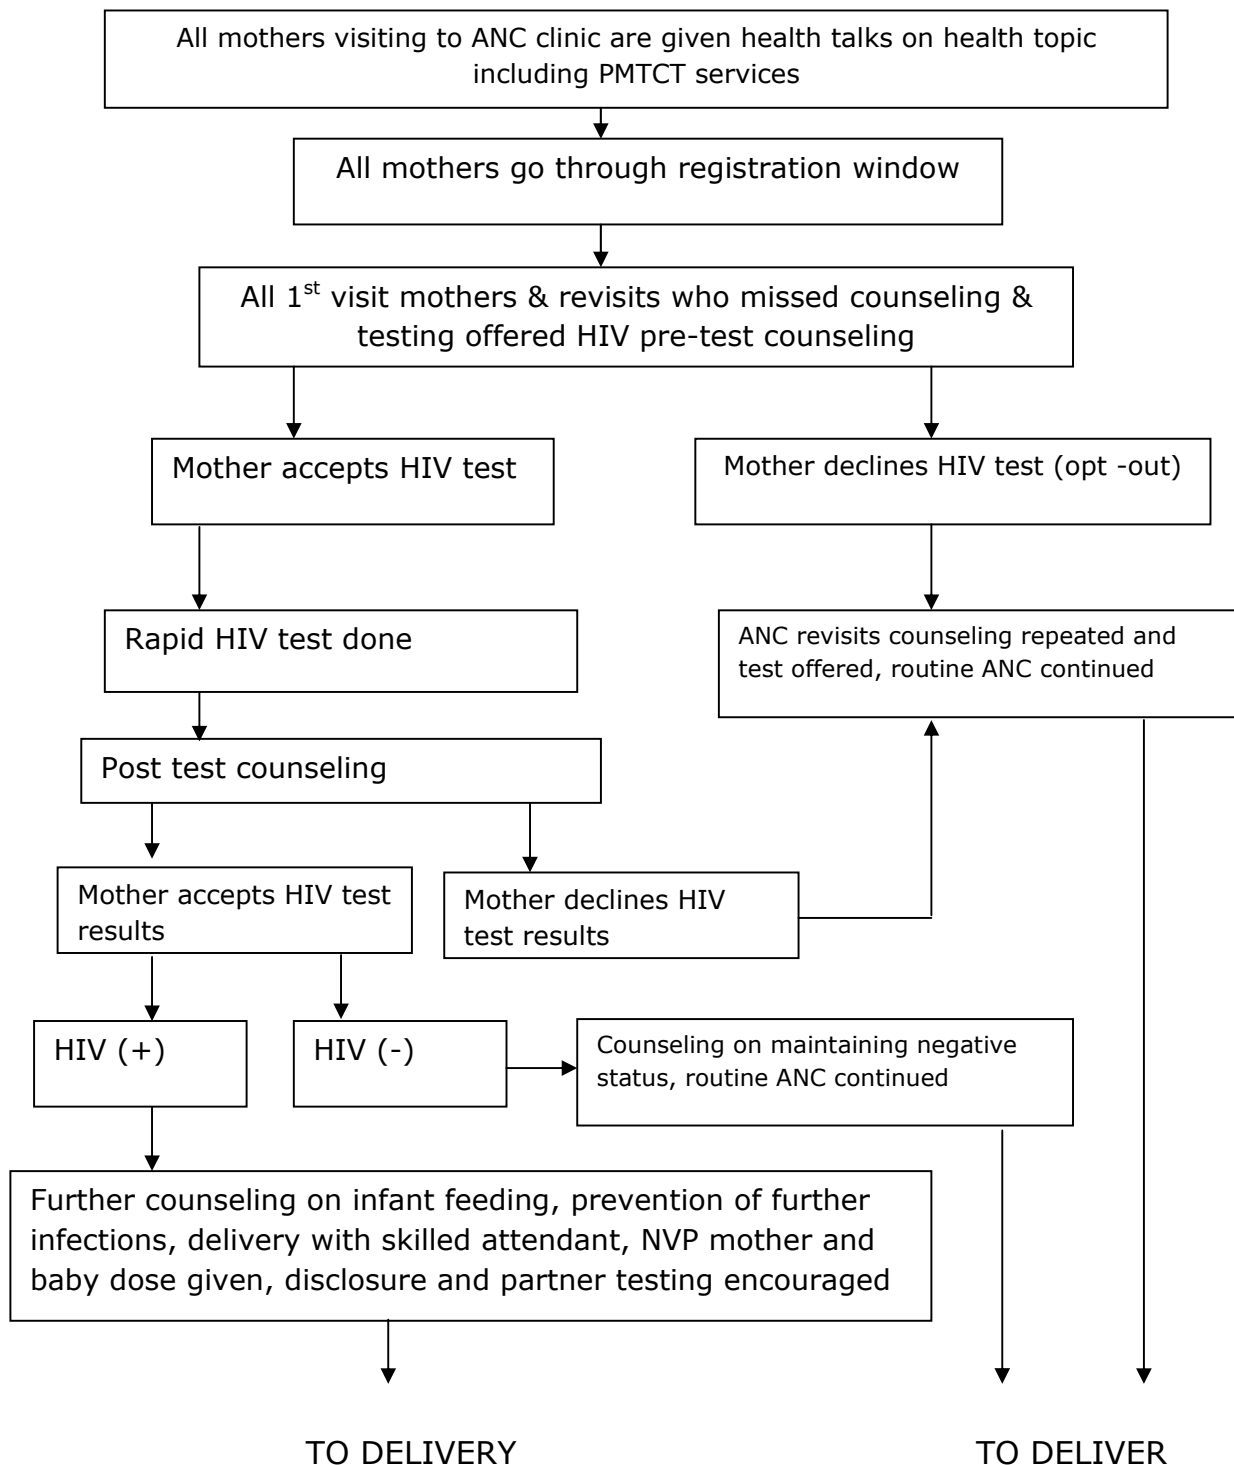 All mothers visiting to ANC clinic are given health talks on health topic
including PMTCT services
All mothers go through registration window
All 1st visit mothers & revisits who missed counseling &
testing offered HIV pre-test counseling
Mother accepts HIV test
Mother declines HIV test (opt -out)
Rapid HIV test done
ANC revisits counseling repeated and
test offered, routine ANC continued
Post test counseling
Mother accepts HIV test
results
Mother declines HIV
test results
HIV (+)
HIV (-)
Counseling on maintaining negative
status, routine ANC continued
Further counseling on infant feeding, prevention of further
infections, delivery with skilled attendant, NVP mother and
baby dose given, disclosure and partner testing encouraged
TO DELIVERY
TO DELIVER